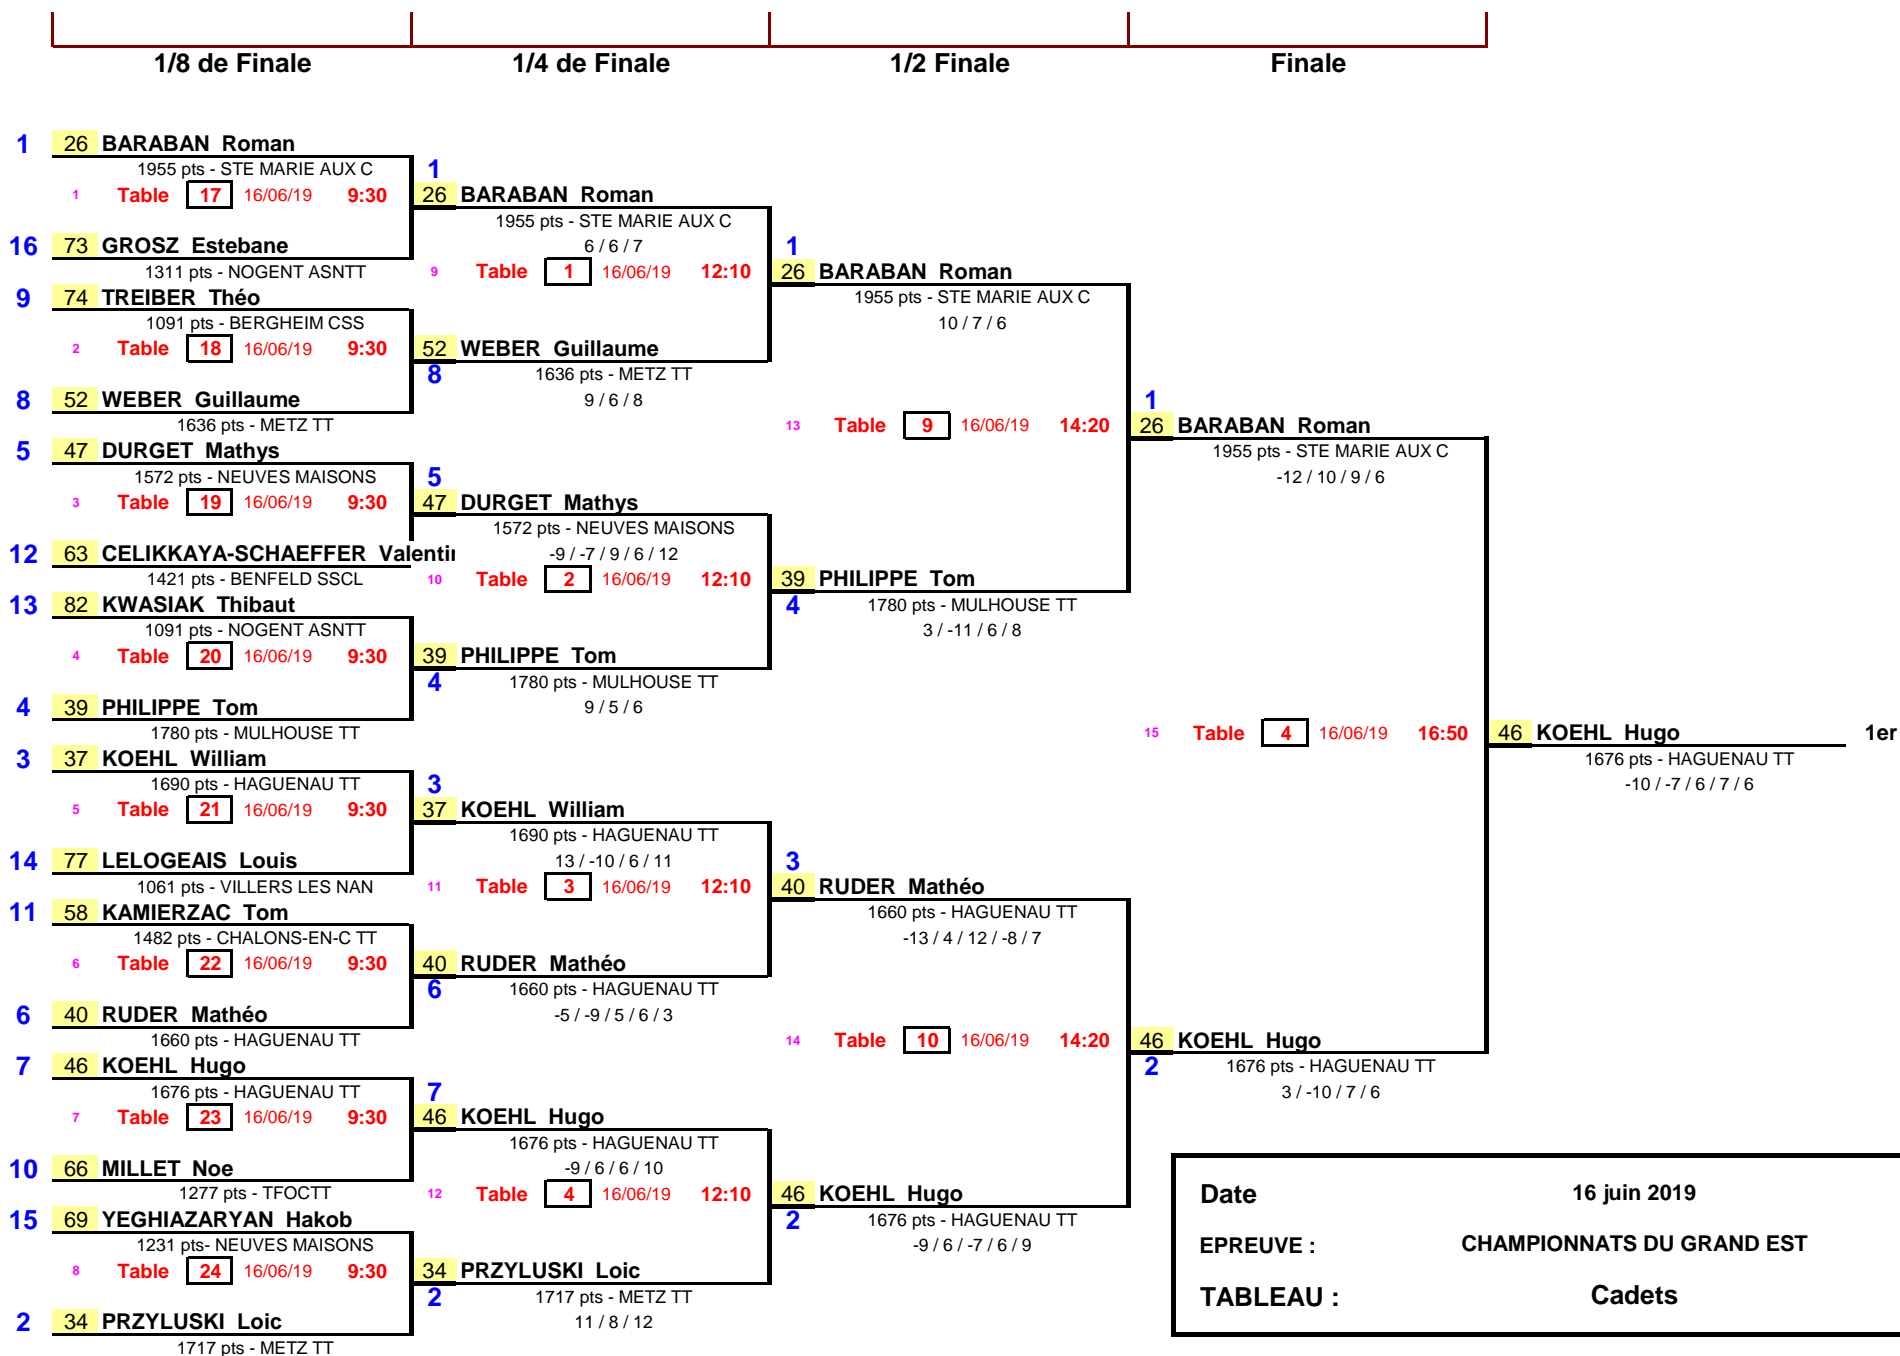 1/8 de Finale 1/4 de Finale 1/2 Finale Finale
1 26 BARABAN Roman
1955 pts - STE MARIE AUX C
1 Table 17 16/06/19 9:30
16 73 GROSZ Estebane
1311 pts - NOGENT ASNTT
9 74 TREIBER Théo
1091 pts - BERGHEIM CSS
2 Table 18 16/06/19 9:30
8 52 WEBER Guillaume
1636 pts - METZ TT
5 47 DURGET Mathys
1572 pts - NEUVES MAISONS
3 Table 19 16/06/19 9:30
12 63 CELIKKAYA-SCHAEFFER Valentin
1421 pts - BENFELD SSCL
13 82 KWASIAK Thibaut
1091 pts - NOGENT ASNTT
4 Table 20 16/06/19 9:30
4 39 PHILIPPE Tom
1780 pts - MULHOUSE TT
3 37 KOEHL William
1690 pts - HAGUENAU TT
5 Table 21 16/06/19 9:30
14 77 LELOGEAIS Louis
1061 pts - VILLERS LES NAN
11 58 KAMIERZAC Tom
1482 pts - CHALONS-EN-C TT
6 Table 22 16/06/19 9:30
6 40 RUDER Mathéo
1660 pts - HAGUENAU TT
7 46 KOEHL Hugo
1676 pts - HAGUENAU TT
7 Table 23 16/06/19 9:30
10 66 MILLET Noe
1277 pts - TFOCTT
15 69 YEGHIAZARYAN Hakob
1231 pts- NEUVES MAISONS
8 Table 24 16/06/19 9:30
2 34 PRZYLUSKI Loic
1717 pts - METZ TT
1
26 BARABAN Roman
1955 pts - STE MARIE AUX C
6 / 6 / 7
9 Table 1 16/06/19 12:10
52 WEBER Guillaume
8
1636 pts - METZ TT
9 / 6 / 8
5
47 DURGET Mathys
1572 pts - NEUVES MAISONS
-9 / -7 / 9 / 6 / 12
10 Table 2 16/06/19 12:10
39 PHILIPPE Tom
4
1780 pts - MULHOUSE TT
9 / 5 / 6
3
37 KOEHL William
1690 pts - HAGUENAU TT
13 / -10 / 6 / 11
11 Table 3 16/06/19 12:10
40 RUDER Mathéo
6
1660 pts - HAGUENAU TT
-5 / -9 / 5 / 6 / 3
7
46 KOEHL Hugo
1676 pts - HAGUENAU TT
-9 / 6 / 6 / 10
12 Table 4 16/06/19 12:10
34 PRZYLUSKI Loic
2
1717 pts - METZ TT
11 / 8 / 12
1
26 BARABAN Roman
1955 pts - STE MARIE AUX C
10 / 7 / 6
13 Table 9 16/06/19 14:20
39 PHILIPPE Tom
4
1780 pts - MULHOUSE TT
3 / -11 / 6 / 8
3
40 RUDER Mathéo
1660 pts - HAGUENAU TT
-13 / 4 / 12 / -8 / 7
14 Table 10 16/06/19 14:20
46 KOEHL Hugo
2
1676 pts - HAGUENAU TT
-9 / 6 / -7 / 6 / 9
1
26 BARABAN Roman
1955 pts - STE MARIE AUX C
-12 / 10 / 9 / 6
15 Table 4 16/06/19 16:50
46 KOEHL Hugo
2
1676 pts - HAGUENAU TT
3 / -10 / 7 / 6
46 KOEHL Hugo 1er
1676 pts - HAGUENAU TT
-10 / -7 / 6 / 7 / 6
Date 16 juin 2019
EPREUVE : CHAMPIONNATS DU GRAND EST
TABLEAU : Cadets